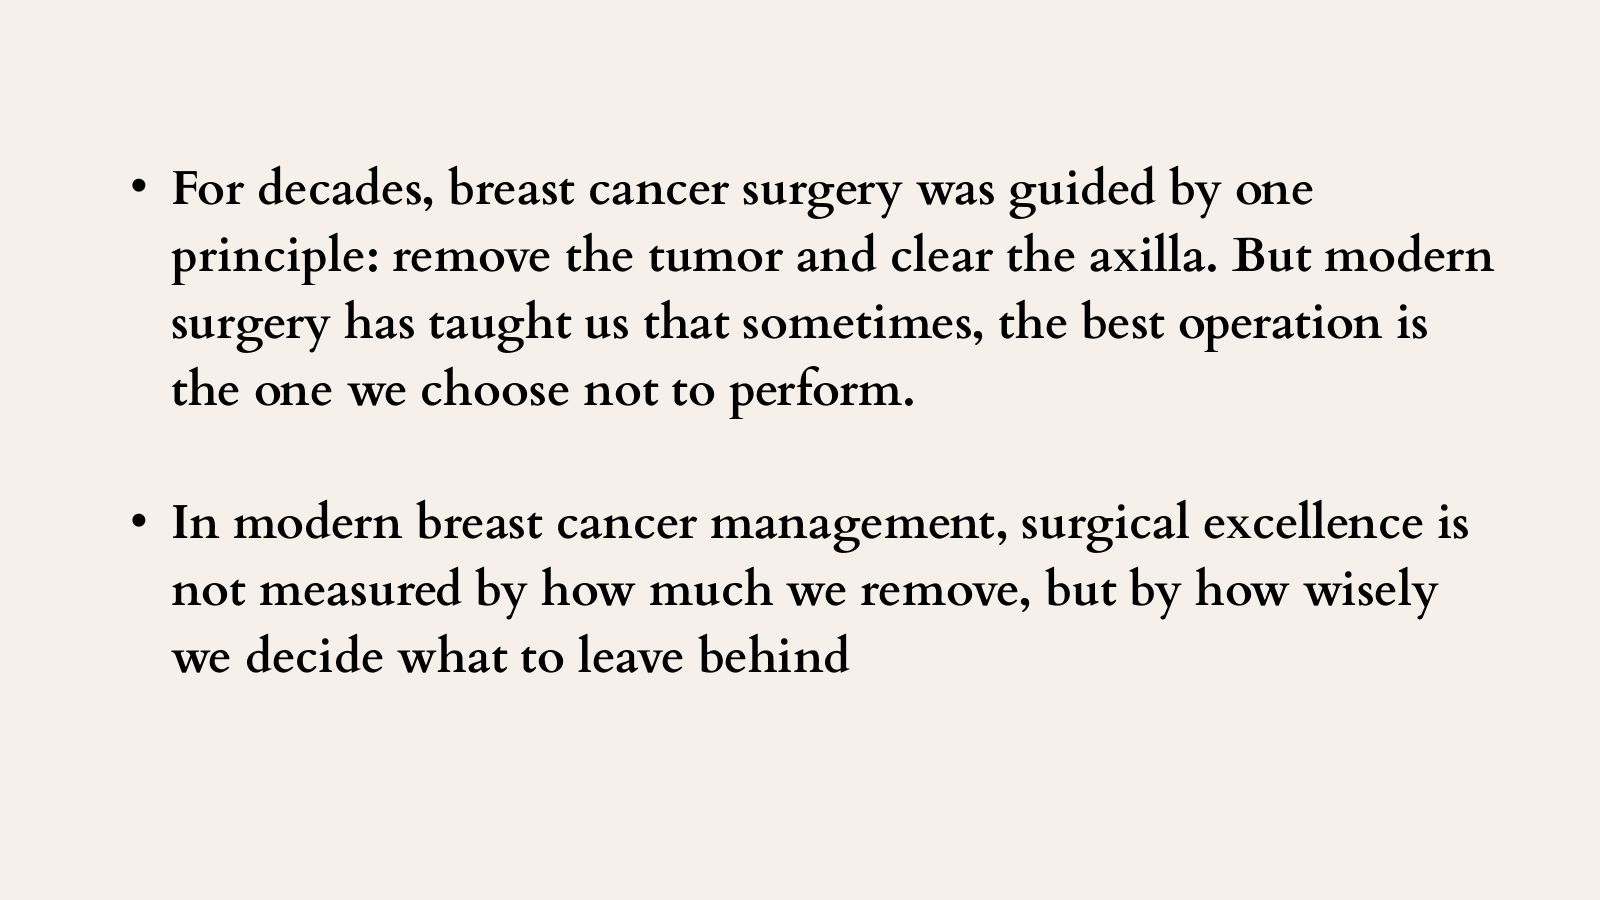 • For decades, breast cancer surgery was guided by one
principle: remove the tumor and clear the axilla. But modern
surgery has taught us that sometimes, the best operation is
the one we choose not to perform.
• In modern breast cancer management, surgical excellence is
not measured by how much we remove, but by how wisely
we decide what to leave behind